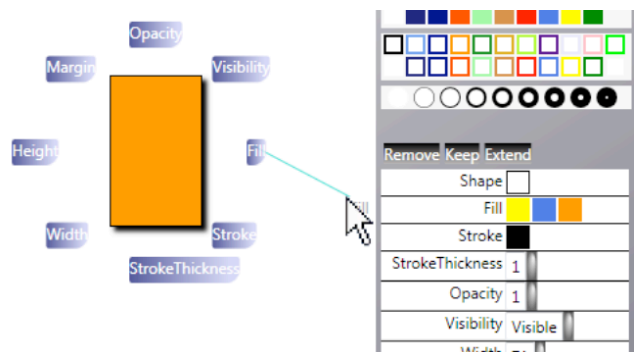 Opacity
Margin
Visibility
Height
Fill
Width
Stroke
StrokeThickness
Remove Keep Extend
Shape
Fill
Stroke
StrokeThickness 1
Opacity 1
Visibility Visible
Width